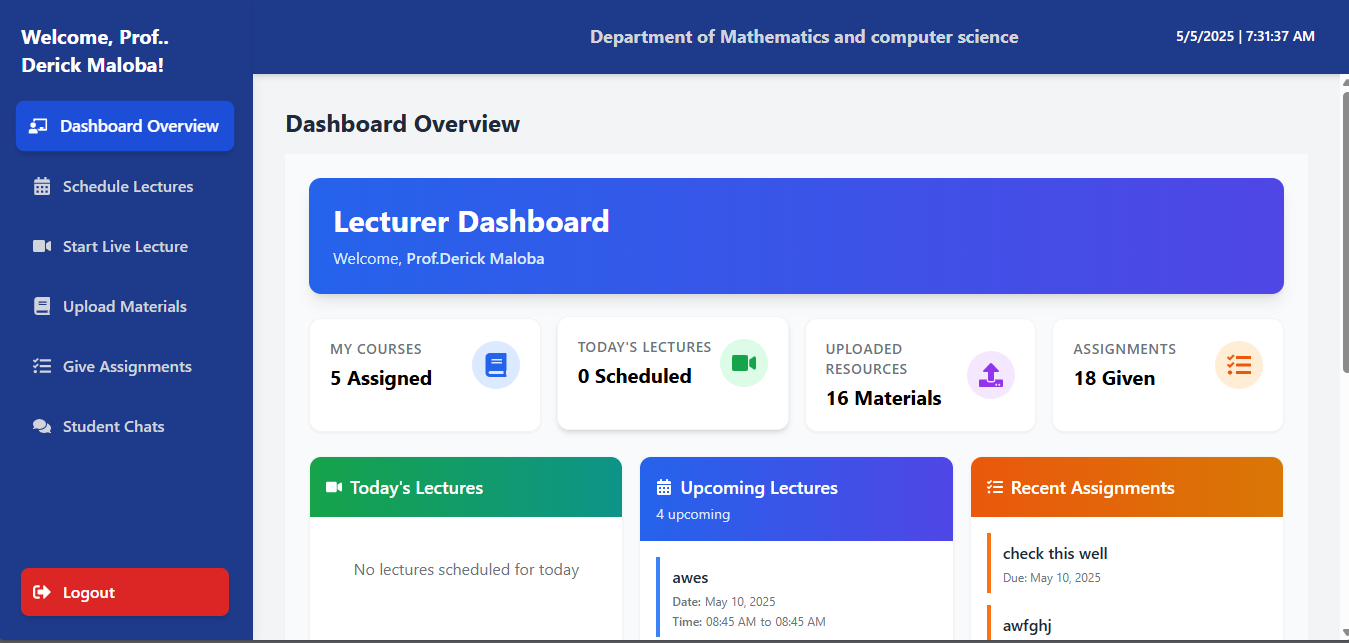 Welcome, Prof..
Derick Maloba!
Dashboard Overview
Schedule Lectures
Start Live Lecture
Upload Materials
Give Assignments
Student Chats
Logout
Department of Mathematics and computer science
5/5/2025 | 7:31:37 AM
Dashboard Overview
Lecturer Dashboard
Welcome, Prof.Derick Maloba
MY COURSES
5 Assigned
TODAY'S LECTURES
0 Scheduled
UPLOADED
RESOURCES
16 Materials
ASSIGNMENTS
18 Given
Today's Lectures
No lectures scheduled for today
Upcoming Lectures
4 upcoming
awes
Date: May 10, 2025
Time: 08:45 AM to 08:45 AM
Recent Assignments
check this well
Due: May 10, 2025
awfghj